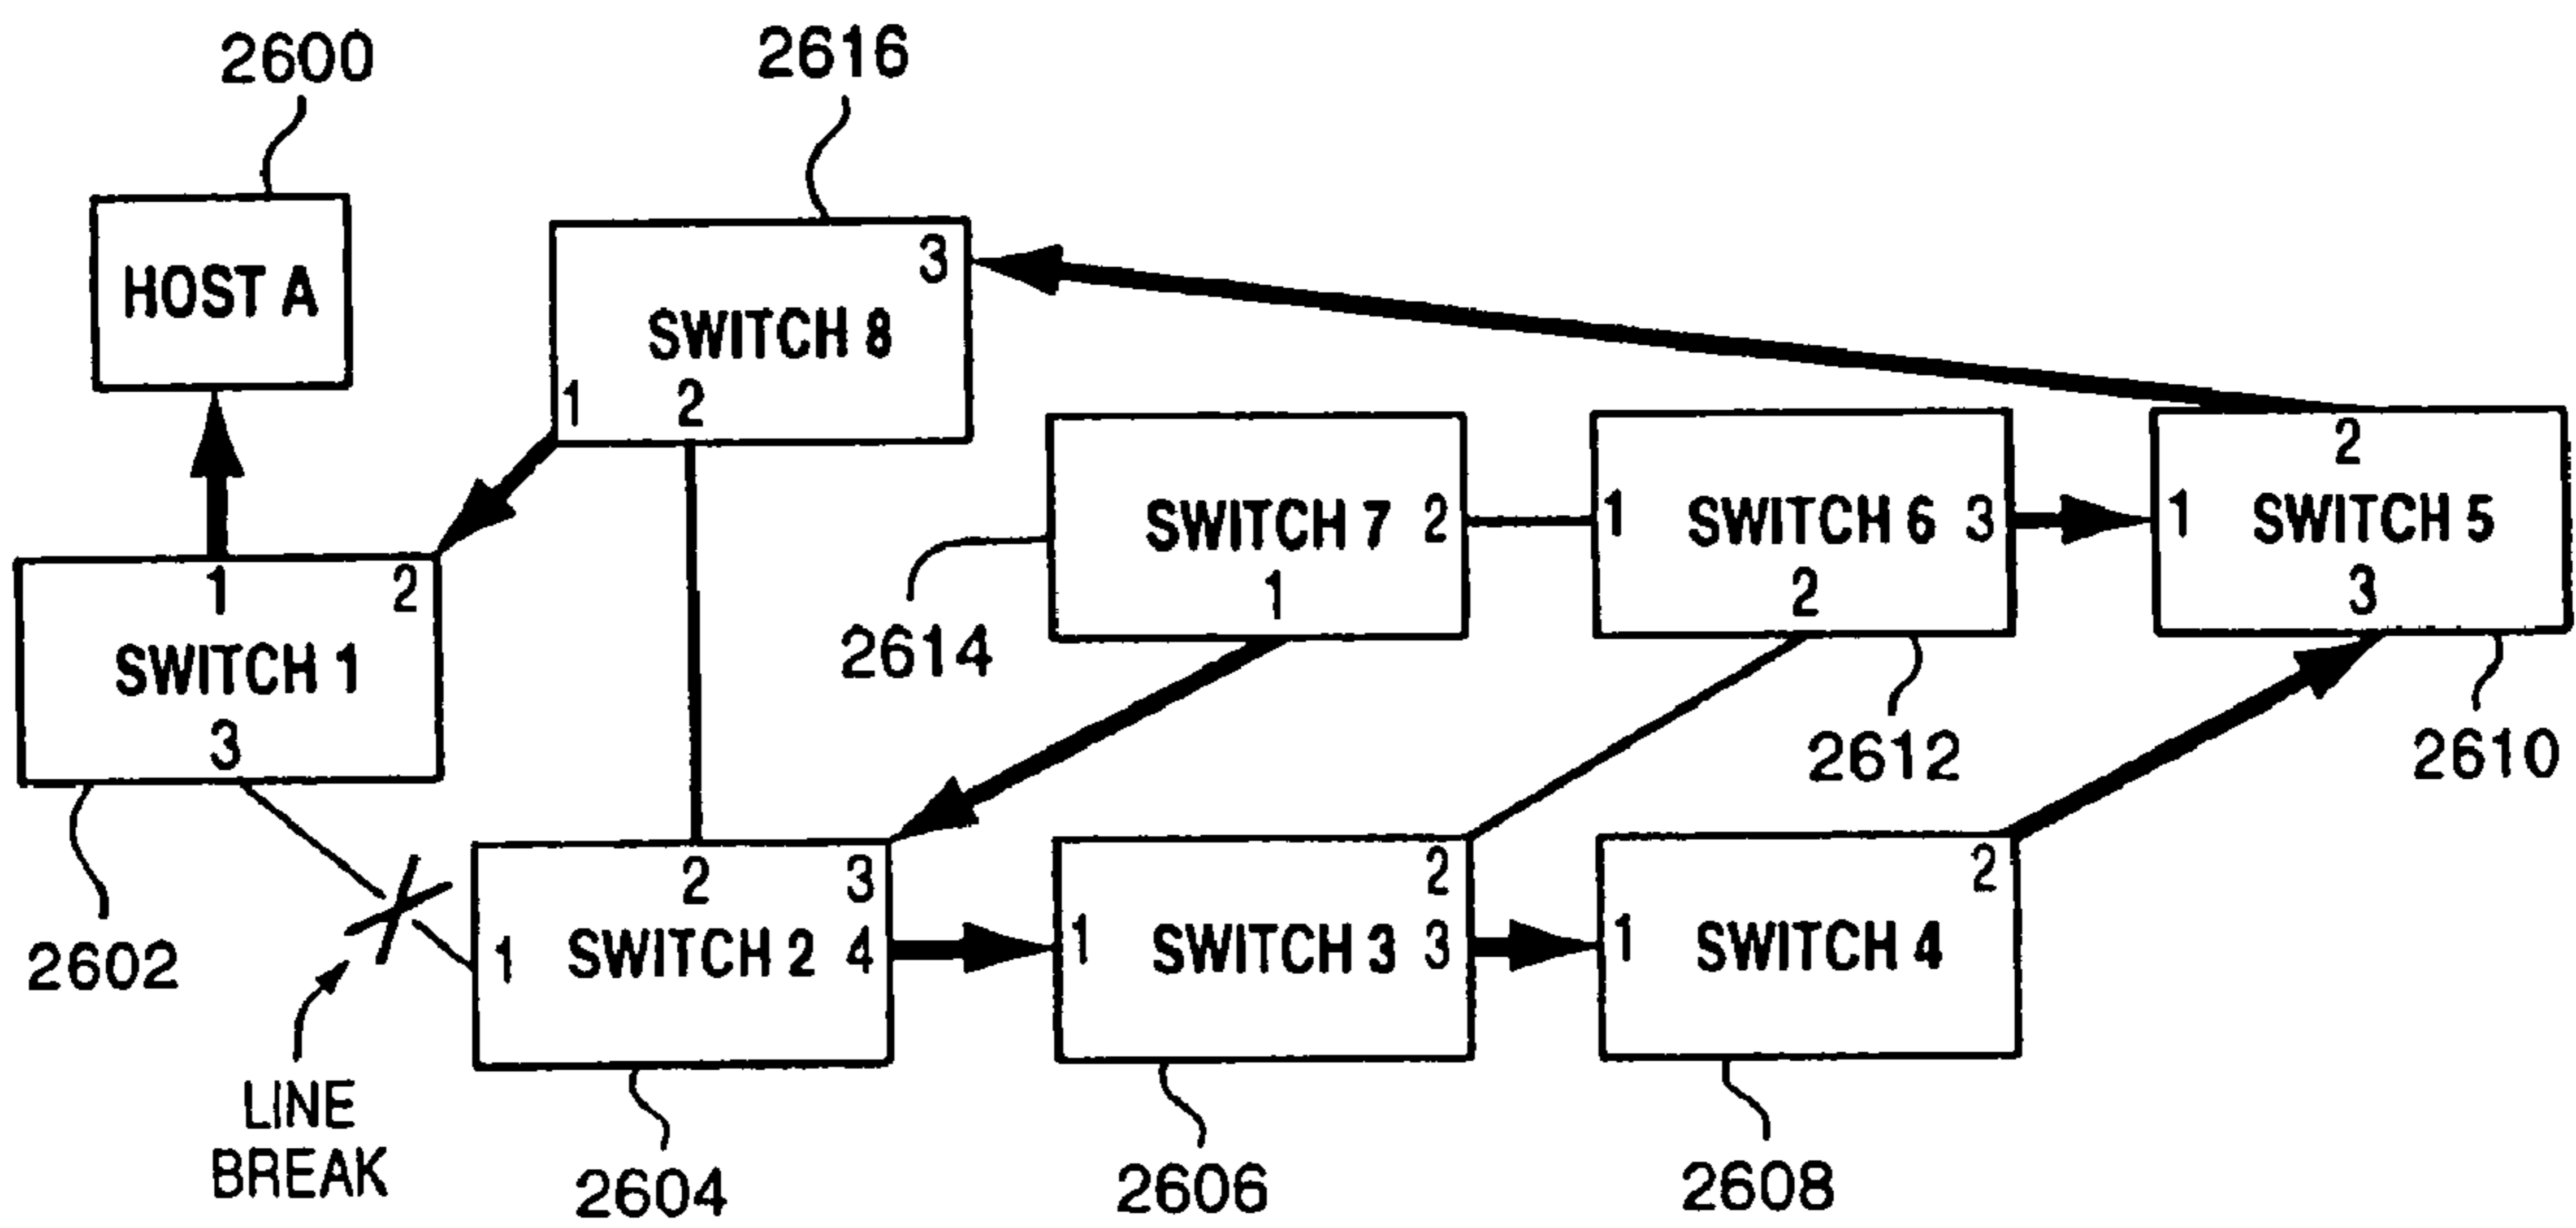 2600
2616
HOST A
3
SWITCH 8
1 2
2
SWITCH 7 2
1
1 SWITCH 6 3
2
1 SWITCH 5
3
1 2
SWITCH 1
3
2614
2612
2610
2602
2 3
1 SWITCH 2 4
2
1 SWITCH 3 3
2
1 SWITCH 4
LINE
BREAK
2604
2606
2608